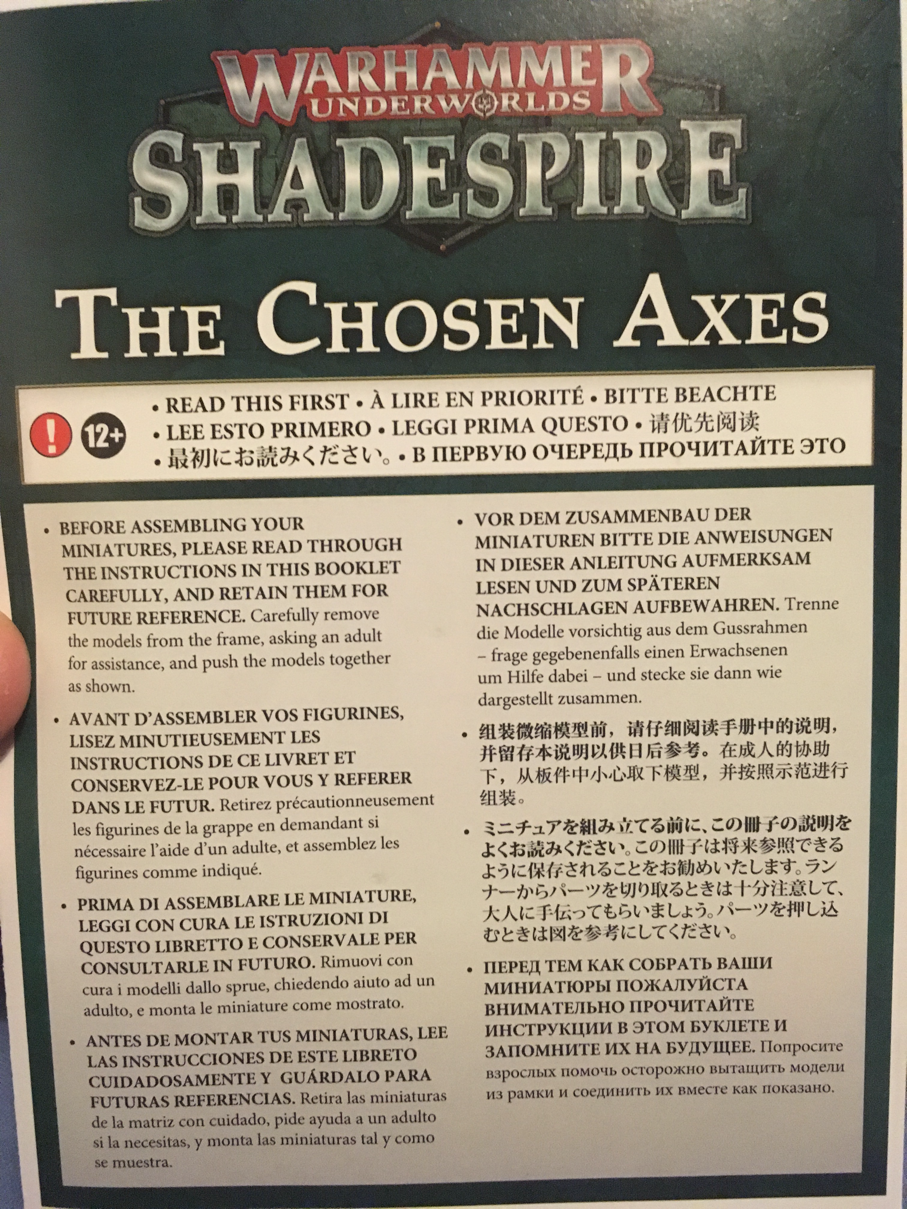 WARHAMMER
UNDERWORLDS
SHADESPIRE
THE CHOSEN AXES
! 12+
• READ THIS FIRST • À LIRE EN PRIORITÉ • BITTE BEACHTE
• LEE ESTO PRIMERO • LEGGI PRIMA QUESTO • 请优先阅读
• 最初にお読みください。 • В ПЕРВУЮ ОЧЕРЕДЬ ПРОЧИТАЙТЕ ЭТО
• BEFORE ASSEMBLING YOUR
MINIATURES, PLEASE READ THROUGH
THE INSTRUCTIONS IN THIS BOOKLET
CAREFULLY, AND RETAIN THEM FOR
FUTURE REFERENCE. Carefully remove
the models from the frame, asking an adult
for assistance, and push the models together
as shown.
• AVANT D'ASSEMBLER VOS FIGURINES,
LISEZ MINUTIEUSEMENT LES
INSTRUCTIONS DE CE LIVRET ET
CONSERVEZ-LE POUR VOUS Y REFERER
DANS LE FUTUR. Retirez précautionneusement
les figurines de la grappe en demandant si
nécessaire l'aide d'un adulte, et assemblez les
figurines comme indiqué.
• PRIMA DI ASSEMBLARE LE MINIATURE,
LEGGI CON CURA LE ISTRUZIONI DI
QUESTO LIBRETTO E CONSERVALE PER
CONSULTARLE IN FUTURO. Rimuovi con
cura i modelli dallo sprue, chiedendo aiuto ad un
adulto, e monta le miniature come mostrato.
• ANTES DE MONTAR TUS MINIATURAS, LEE
LAS INSTRUCCIONES DE ESTE LIBRETO
CUIDADOSAMENTE Y GUÁRDALO PARA
FUTURAS REFERENCIAS. Retira las miniaturas
de la matriz con cuidado, pide ayuda a un adulto
si la necesitas, y monta las miniaturas tal y como
se muestra.
• VOR DEM ZUSAMMENBAU DER
MINIATUREN BITTE DIE ANWEISUNGEN
IN DIESER ANLEITUNG AUFMERKSAM
LESEN UND ZUM SPÄTEREN
NACHSCHLAGEN AUFBEWAHREN. Trenne
die Modelle vorsichtig aus dem Gussrahmen
– frage gegebenenfalls einen Erwachsenen
um Hilfe dabei – und stecke sie dann wie
dargestellt zusammen.
• 组装微缩模型前，请仔细阅读手册中的说明，
并留存本说明以供日后参考。在成人的协助
下，从板件中小心取下模型，并按照示范进行
组装。
• ミニチュアを組み立てる前に、この冊子の説明を
よくお読みください。この冊子は将来参照できる
ように保存されることをお勧めいたします。ラン
ナーからパーツを切り取るときは十分注意して、
大人に手伝ってもらいましょう。パーツを押し込
むときは図を参考にしてください。
• ПЕРЕД ТЕМ КАК СОБРАТЬ ВАШИ
МИНИАТЮРЫ ПОЖАЛУЙСТА
ВНИМАТЕЛЬНО ПРОЧИТАЙТЕ
ИНСТРУКЦИИ В ЭТОМ БУКЛЕТЕ И
ЗАПОМНИТЕ ИХ НА БУДУЩЕЕ. Попросите
взрослых помочь осторожно вытащить модели
из рамки и соединить их вместе как показано.